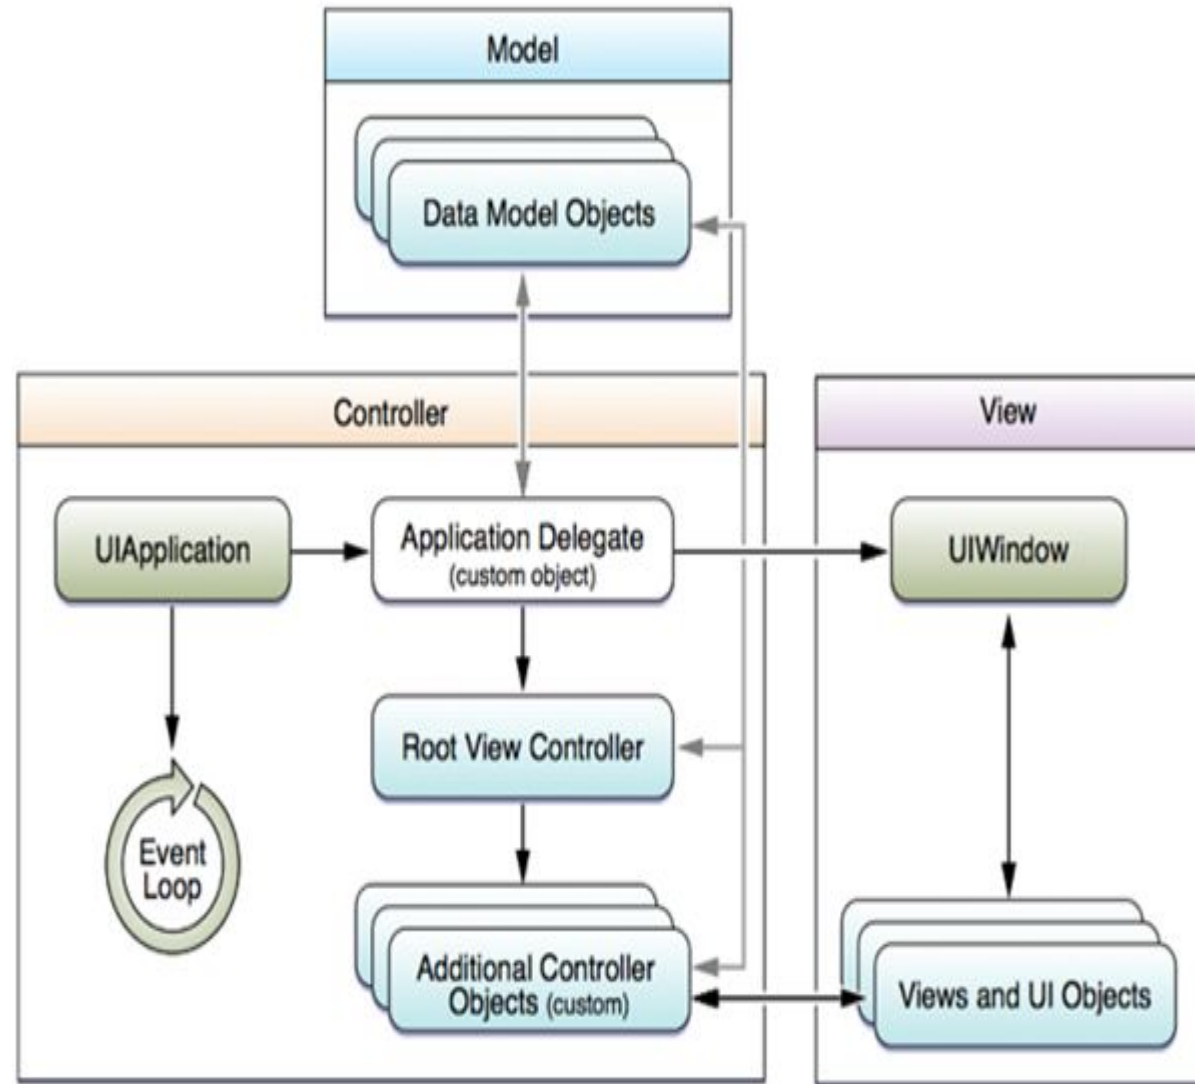 Model
Data Model Objects
Controller
View
UIApplication
Application Delegate
(custom object)
UIWindow
Root View Controller
Event
Loop
Additional Controller
Objects (custom)
Views and UI Objects